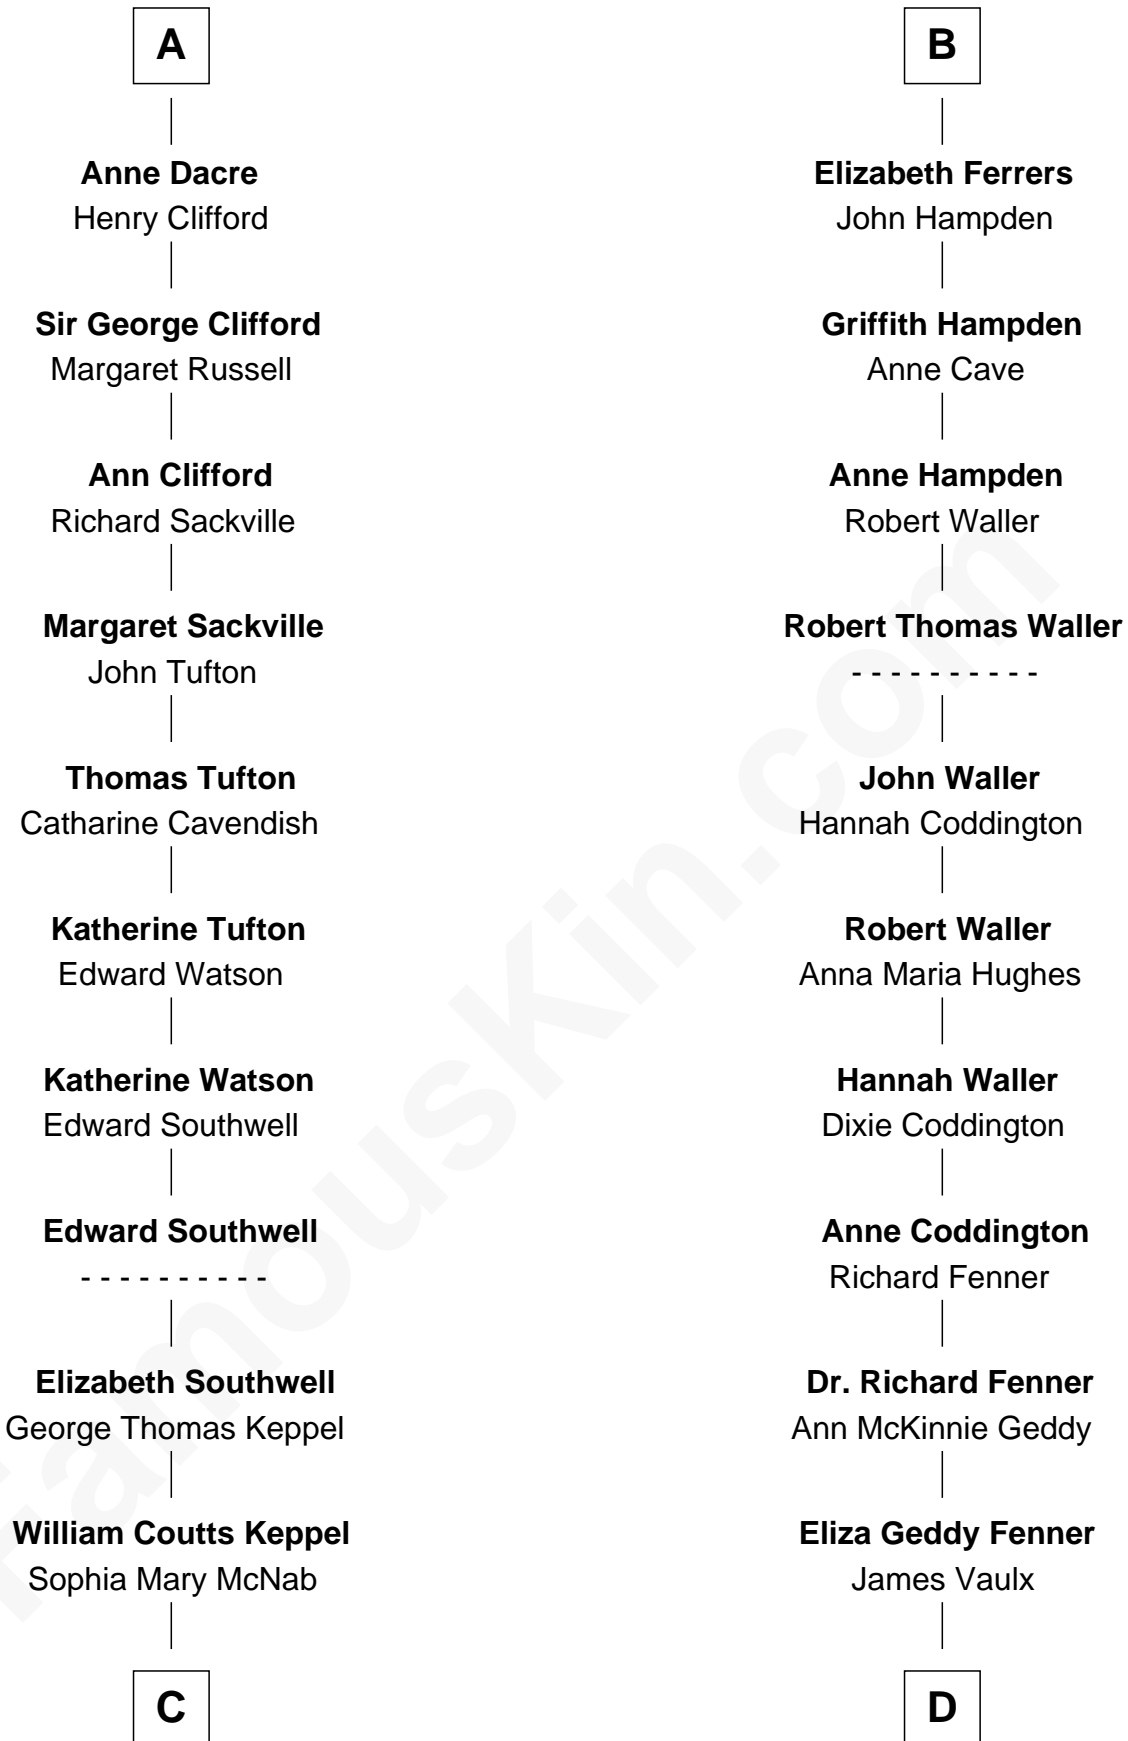 A
Anne Dacre
Henry Clifford
Sir George Clifford
Margaret Russell
Ann Clifford
Richard Sackville
Margaret Sackville
John Tufton
Thomas Tufton
Catharine Cavendish
Katherine Tufton
Edward Watson
Katherine Watson
Edward Southwell
Edward Southwell
- - - - - - - - - -
Elizabeth Southwell
George Thomas Keppel
William Coutts Keppel
Sophia Mary McNab
C
B
Elizabeth Ferrers
John Hampden
Griffith Hampden
Anne Cave
Anne Hampden
Robert Waller
Robert Thomas Waller
- - - - - - - - - -
John Waller
Hannah Coddington
Robert Waller
Anna Maria Hughes
Hannah Waller
Dixie Coddington
Anne Coddington
Richard Fenner
Dr. Richard Fenner
Ann McKinnie Geddy
Eliza Geddy Fenner
James Vaulx
D
FamousKin.com